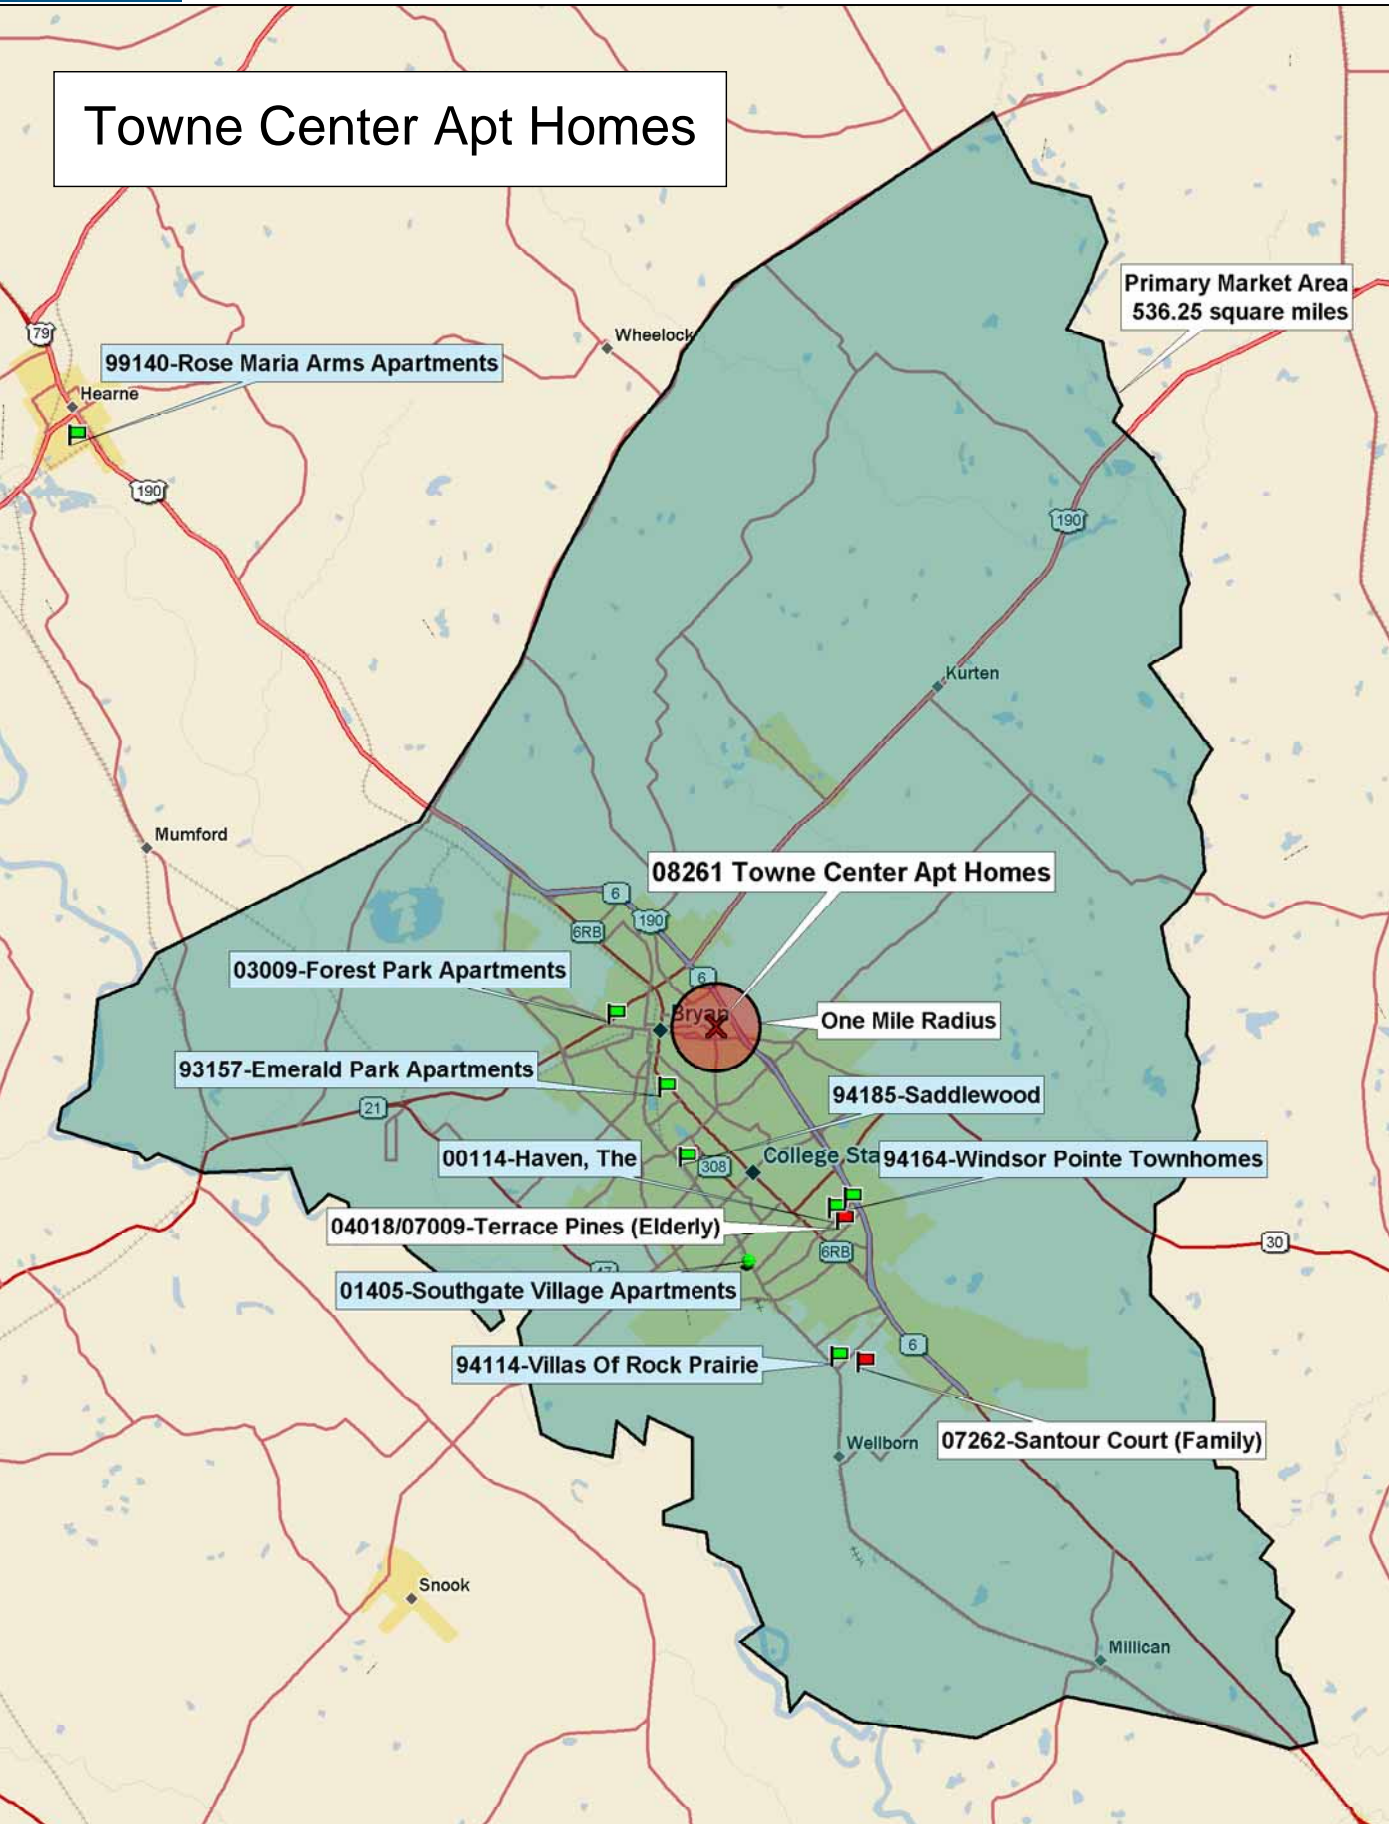 Towne Center Apt Homes
Primary Market Area
536.25 square miles
79
Wheelock
99140-Rose Maria Arms Apartments
Hearne
190
190
Kurten
Mumford
08261 Towne Center Apt Homes
6
190
6RB
03009-Forest Park Apartments
6
Bryan
One Mile Radius
93157-Emerald Park Apartments
94185-Saddlewood
21
00114-Haven, The
308
College Sta
94164-Windsor Pointe Townhomes
04018/07009-Terrace Pines (Elderly)
6RB
30
47
01405-Southgate Village Apartments
6
94114-Villas Of Rock Prairie
Wellborn
07262-Santour Court (Family)
Snook
Millican